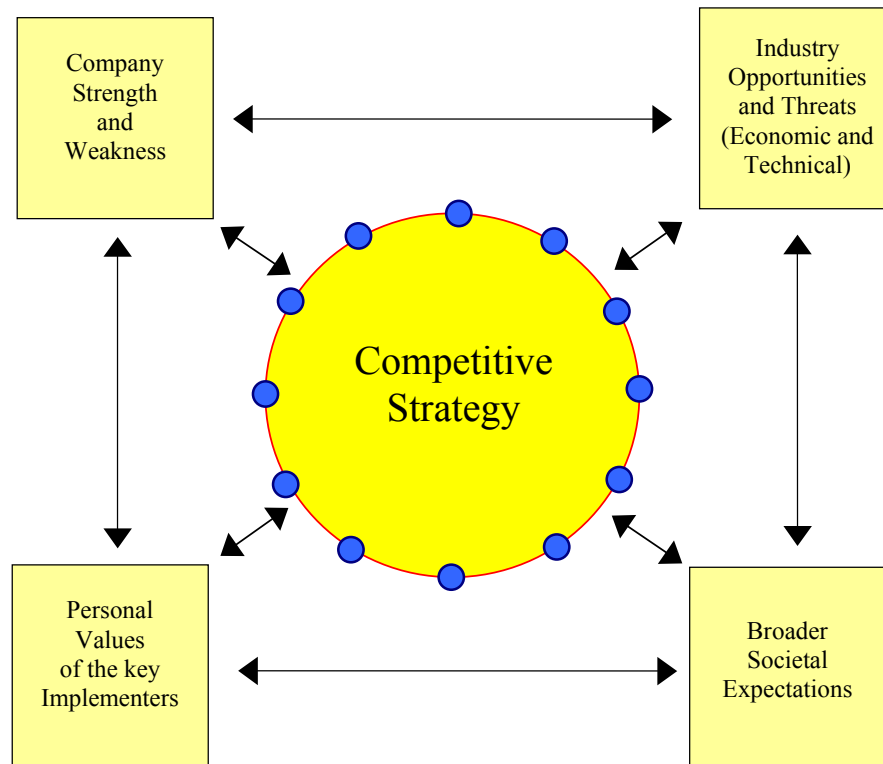 Company
Strength
and
Weakness
Industry
Opportunities
and Threats
(Economic and
Technical)
Competitive
Strategy
Personal
Values
of the key
Implementers
Broader
Societal
Expectations